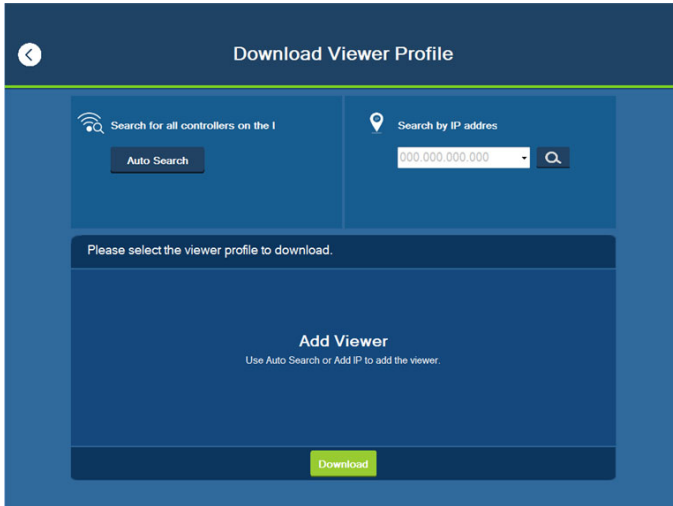 Download Viewer Profile
Search for all controllers on the l
Auto Search
Search by IP addres
000.000.000.000
Please select the viewer profile to download.
Add Viewer
Use Auto Search or Add IP to add the viewer.
Download